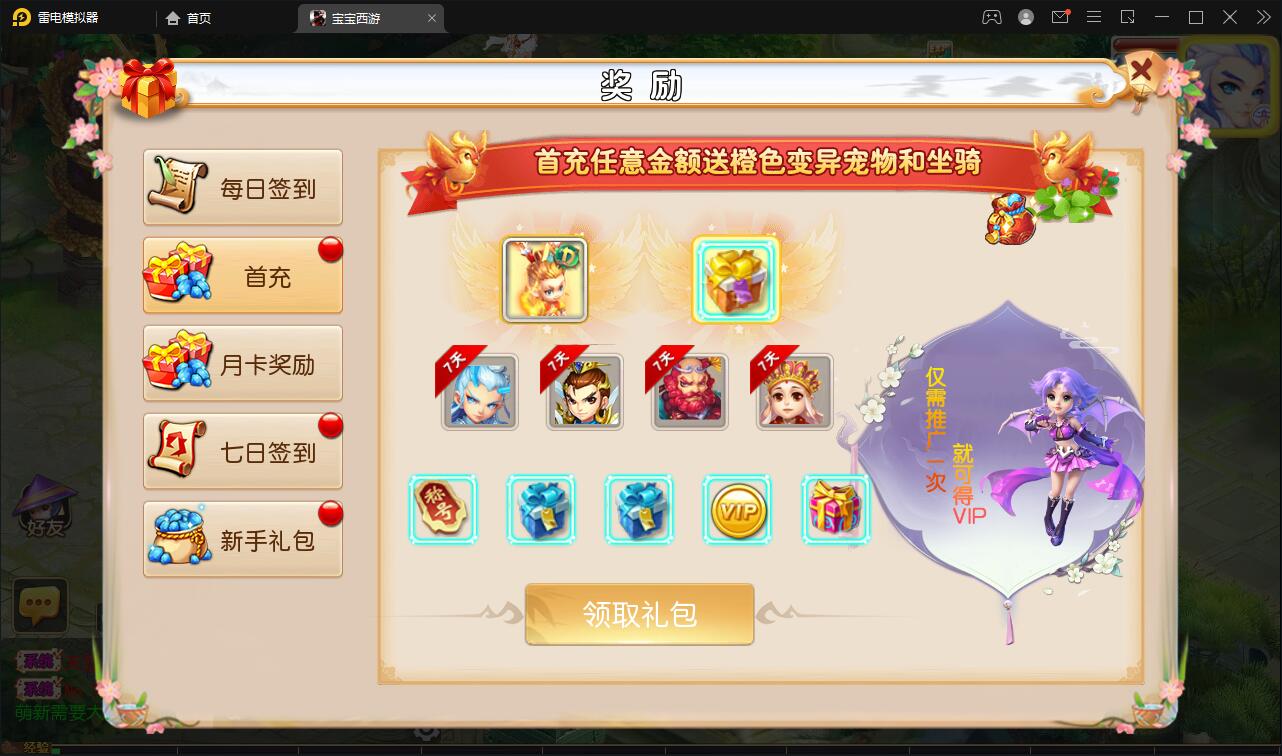 雷电模拟器
首页
宝宝西游
奖励
每日签到
首充
月卡奖励
七日签到
新手礼包
首充任意金额送橙色变异宠物和坐骑
7天
7天
7天
7天
称号
VIP
仅需推广一次
就可得VIP
领取礼包
好友
系统
系统
萌新需要大
经验